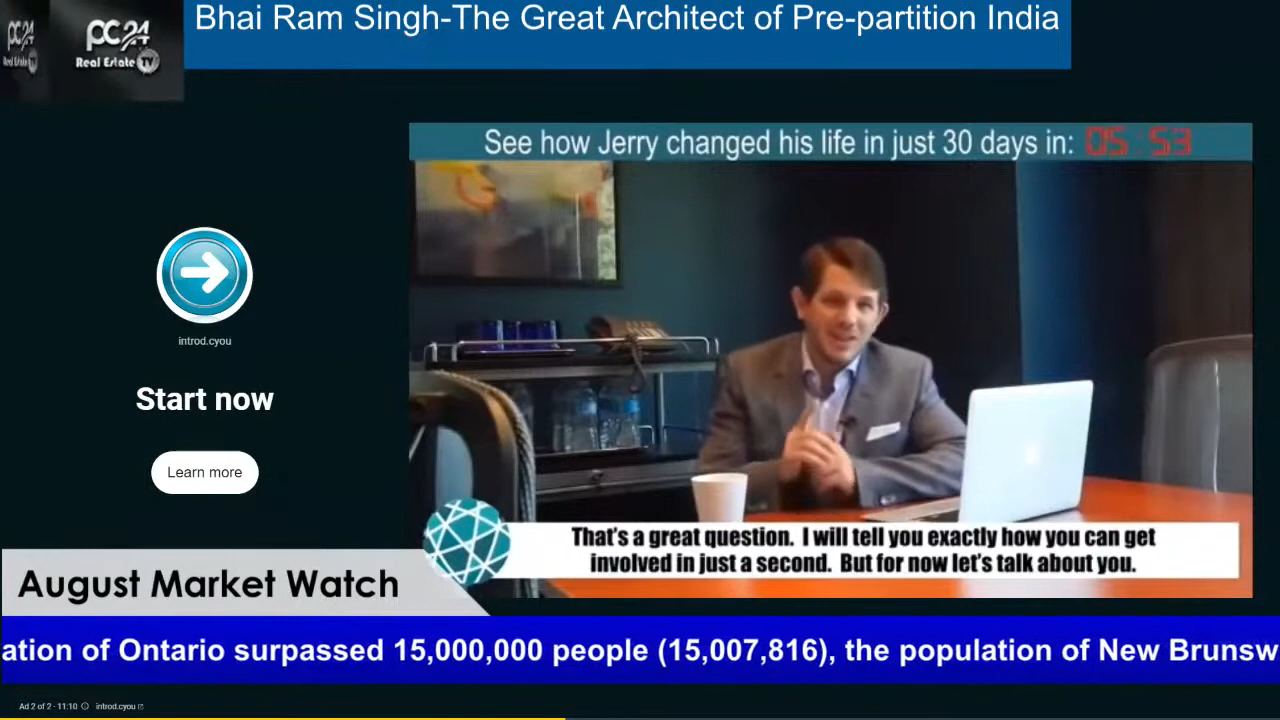 Bhai Ram Singh-The Great Architect of Pre-partition India
PC24
Real Estate TV
PC24
Real Estate TV
See how Jerry changed his life in just 30 days in: 05:53
introd.cyou
Start now
Learn more
That's a great question. I will tell you exactly how you can get
involved in just a second. But for now let's talk about you.
August Market Watch
ation of Ontario surpassed 15,000,000 people (15,007,816), the population of New Brunsw
Ad 2 of 2 · 11:10 introd.cyou